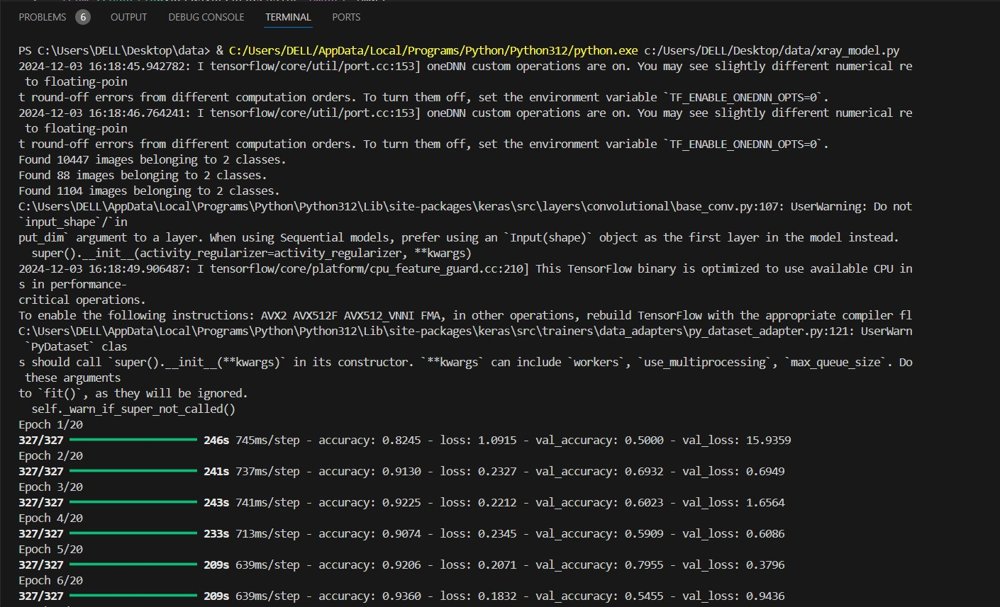 PROBLEMS 6 OUTPUT DEBUG CONSOLE TERMINAL PORTS
PS C:\Users\DELL\Desktop\data> & C:/Users/DELL/AppData/Local/Programs/Python/Python312/python.exe c:/Users/DELL/Desktop/data/xray_model.py
2024-12-03 16:18:45.942782: I tensorflow/core/util/port.cc:153] oneDNN custom operations are on. You may see slightly different numerical re
 to floating-poin
t round-off errors from different computation orders. To turn them off, set the environment variable `TF_ENABLE_ONEDNN_OPTS=0`.
2024-12-03 16:18:46.764241: I tensorflow/core/util/port.cc:153] oneDNN custom operations are on. You may see slightly different numerical re
 to floating-poin
t round-off errors from different computation orders. To turn them off, set the environment variable `TF_ENABLE_ONEDNN_OPTS=0`.
Found 10447 images belonging to 2 classes.
Found 88 images belonging to 2 classes.
Found 1104 images belonging to 2 classes.
C:\Users\DELL\AppData\Local\Programs\Python\Python312\Lib\site-packages\keras\src\layers\convolutional\base_conv.py:107: UserWarning: Do not
`input_shape`/`in
put_dim` argument to a layer. When using Sequential models, prefer using an `Input(shape)` object as the first layer in the model instead.
  super().__init__(activity_regularizer=activity_regularizer, **kwargs)
2024-12-03 16:18:49.906487: I tensorflow/core/platform/cpu_feature_guard.cc:210] This TensorFlow binary is optimized to use available CPU in
s in performance-
critical operations.
To enable the following instructions: AVX2 AVX512F AVX512_VNNI FMA, in other operations, rebuild TensorFlow with the appropriate compiler fl
C:\Users\DELL\AppData\Local\Programs\Python\Python312\Lib\site-packages\keras\src\trainers\data_adapters\py_dataset_adapter.py:121: UserWarn
 `PyDataset` clas
s should call `super().__init__(**kwargs)` in its constructor. `**kwargs` can include `workers`, `use_multiprocessing`, `max_queue_size`. Do
 these arguments
to `fit()`, as they will be ignored.
  self._warn_if_super_not_called()
Epoch 1/20
327/327 246s 745ms/step - accuracy: 0.8245 - loss: 1.0915 - val_accuracy: 0.5000 - val_loss: 15.9359
Epoch 2/20
327/327 241s 737ms/step - accuracy: 0.9130 - loss: 0.2327 - val_accuracy: 0.6932 - val_loss: 0.6949
Epoch 3/20
327/327 243s 741ms/step - accuracy: 0.9225 - loss: 0.2212 - val_accuracy: 0.6023 - val_loss: 1.6564
Epoch 4/20
327/327 233s 713ms/step - accuracy: 0.9074 - loss: 0.2345 - val_accuracy: 0.5909 - val_loss: 0.6086
Epoch 5/20
327/327 209s 639ms/step - accuracy: 0.9206 - loss: 0.2071 - val_accuracy: 0.7955 - val_loss: 0.3796
Epoch 6/20
327/327 209s 639ms/step - accuracy: 0.9360 - loss: 0.1832 - val_accuracy: 0.5455 - val_loss: 0.9436